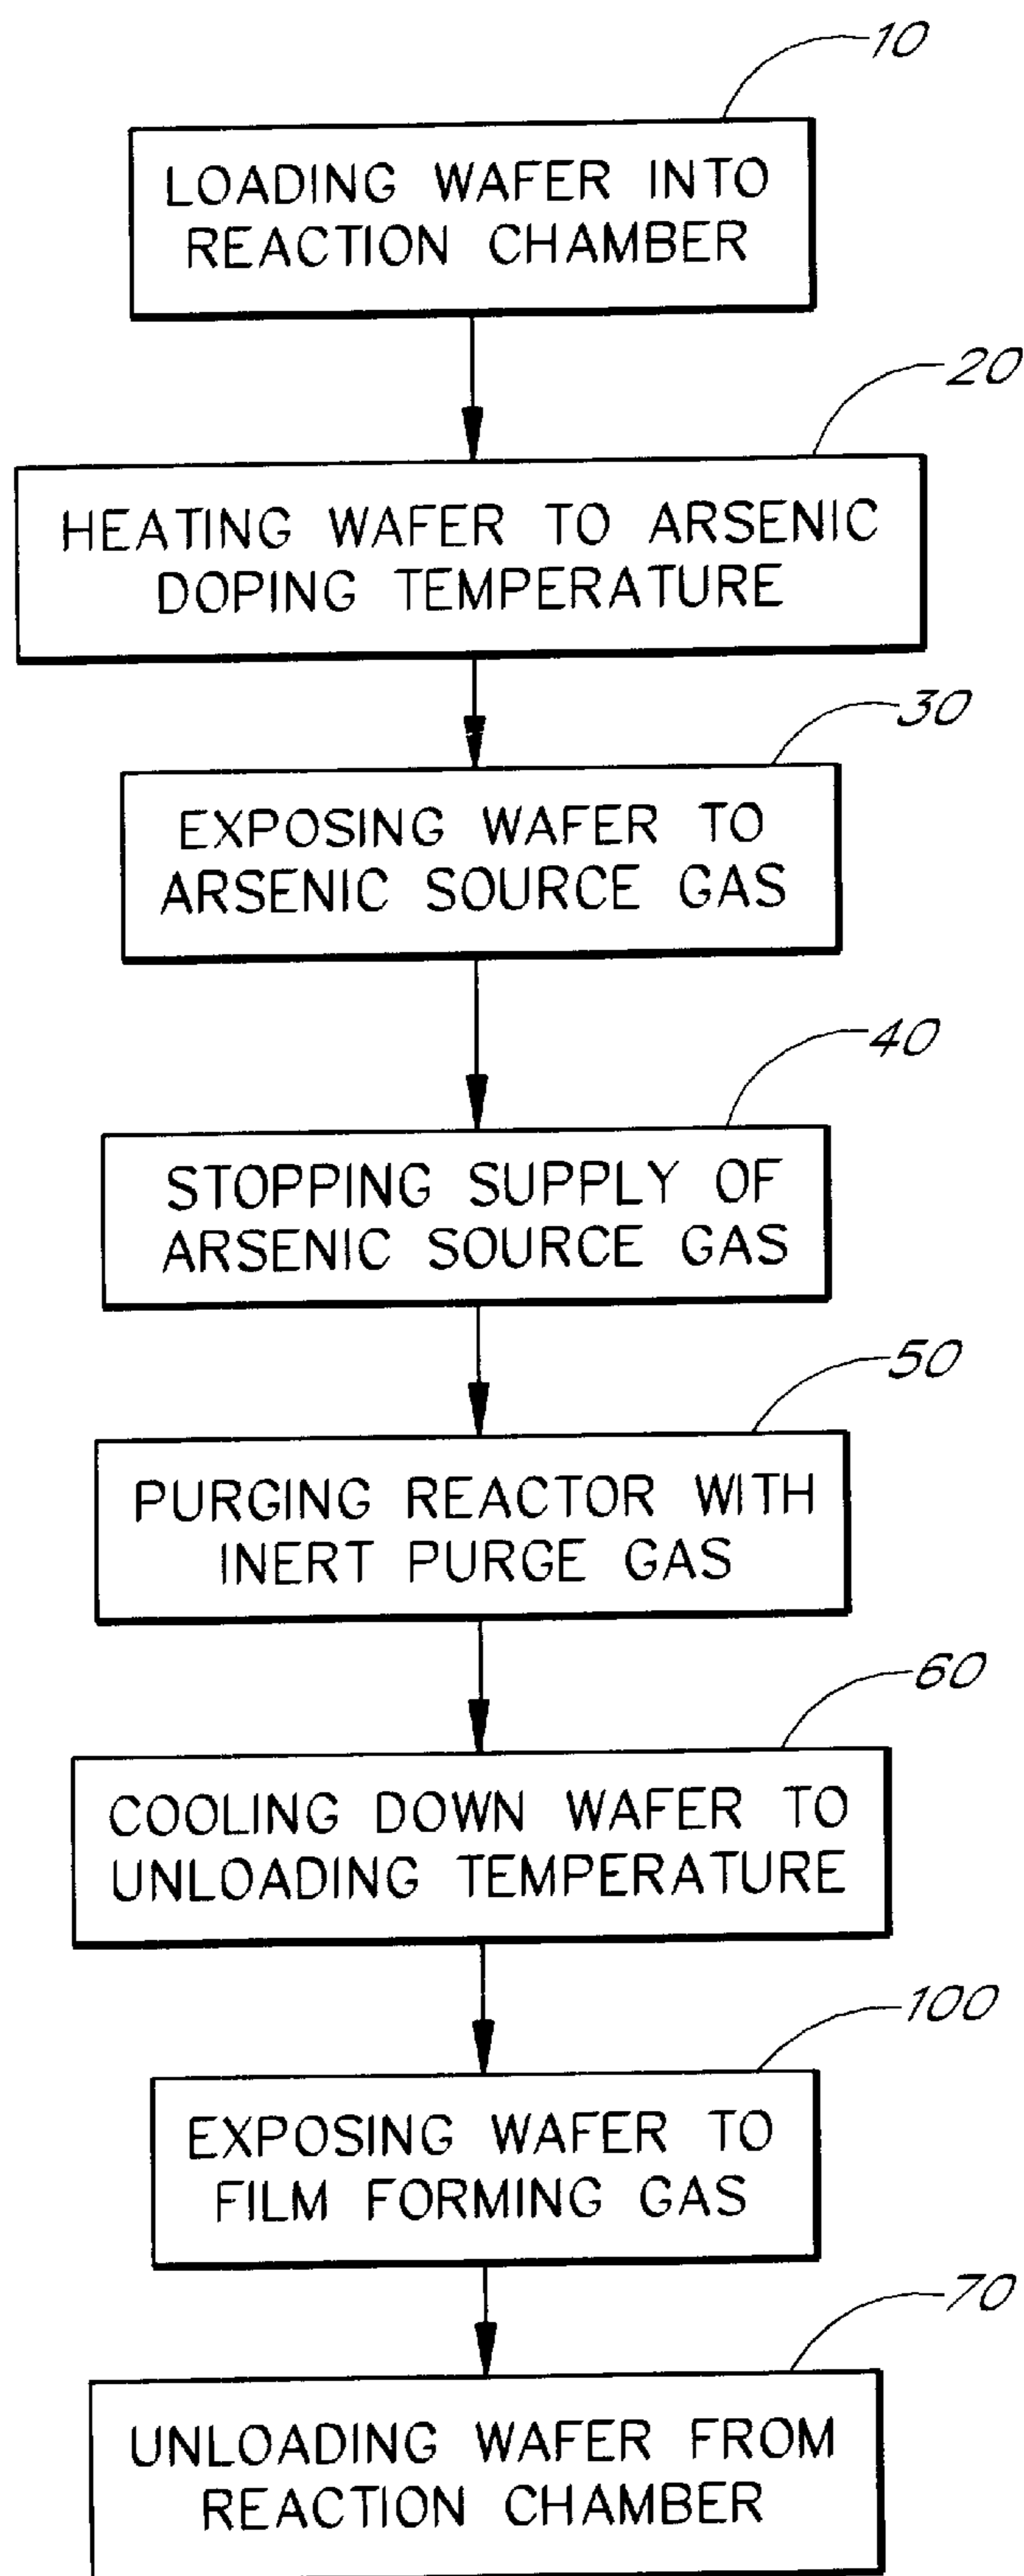 10
LOADING WAFER INTO
REACTION CHAMBER
20
HEATING WAFER TO ARSENIC
DOPING TEMPERATURE
30
EXPOSING WAFER TO
ARSENIC SOURCE GAS
40
STOPPING SUPPLY OF
ARSENIC SOURCE GAS
50
PURGING REACTOR WITH
INERT PURGE GAS
60
COOLING DOWN WAFER TO
UNLOADING TEMPERATURE
100
EXPOSING WAFER TO
FILM FORMING GAS
70
UNLOADING WAFER FROM
REACTION CHAMBER